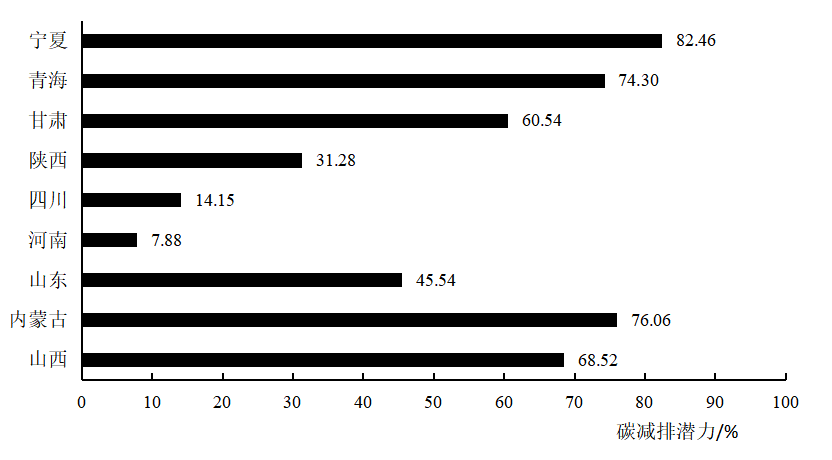 宁夏 82.46
青海 74.30
甘肃 60.54
陕西 31.28
四川 14.15
河南 7.88
山东 45.54
内蒙古 76.06
山西 68.52
0 10 20 30 40 50 60 70 80 90 100
碳减排潜力/%